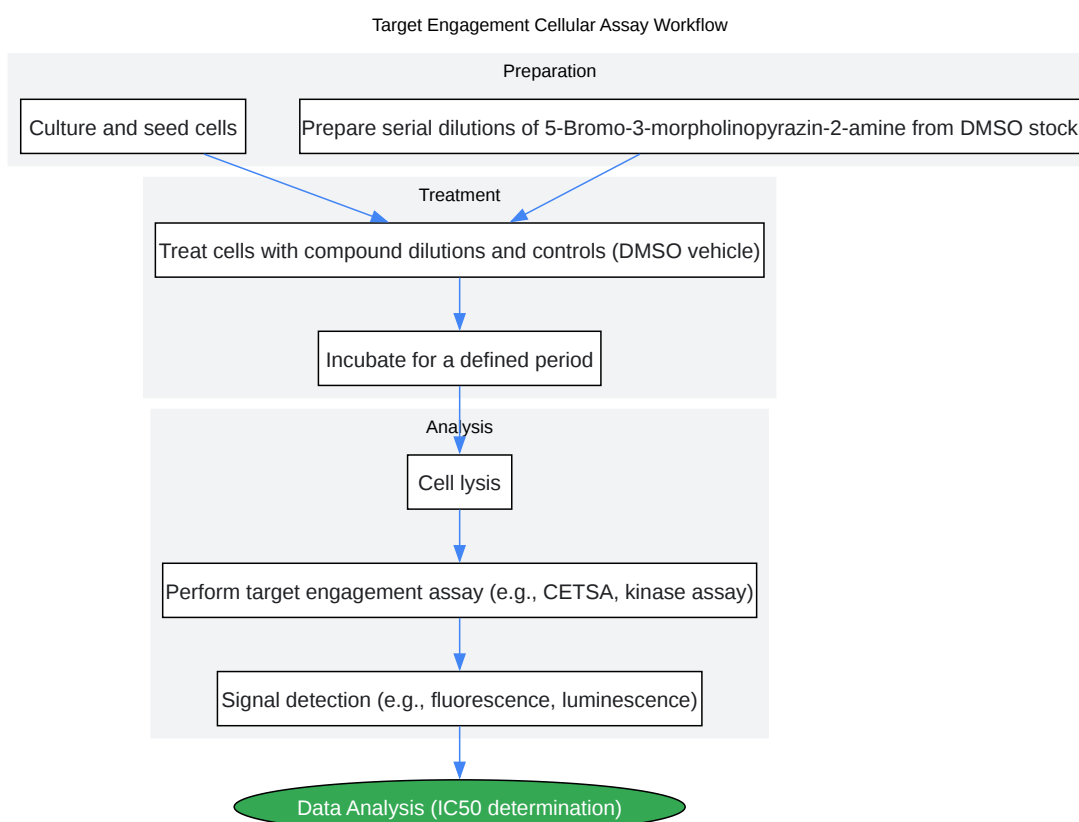 Target Engagement Cellular Assay Workflow
Preparation
Culture and seed cells
Prepare serial dilutions of 5-Bromo-3-morpholinopyrazin-2-amine from DMSO stock
Treatment
Treat cells with compound dilutions and controls (DMSO vehicle)
Incubate for a defined period
Analysis
Cell lysis
Perform target engagement assay (e.g., CETSA, kinase assay)
Signal detection (e.g., fluorescence, luminescence)
Data Analysis (IC50 determination)